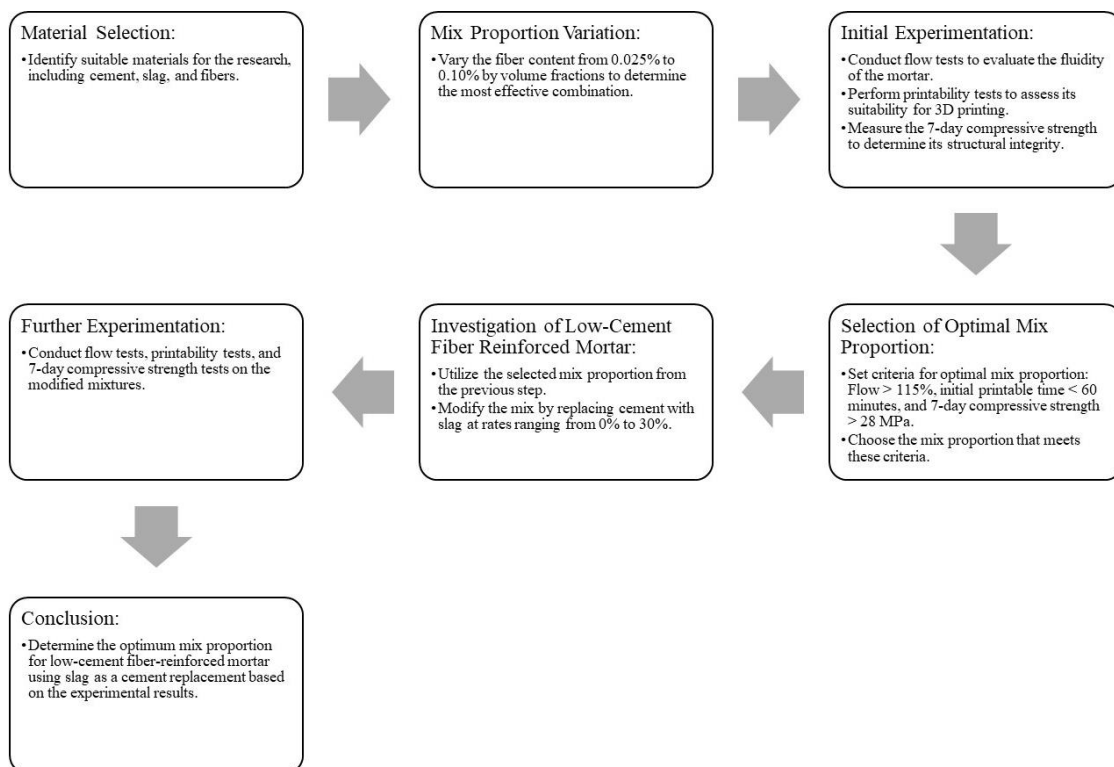 Material Selection:
•Identify suitable materials for the research,
including cement, slag, and fibers.
Mix Proportion Variation:
•Vary the fiber content from 0.025% to
0.10% by volume fractions to determine
the most effective combination.
Initial Experimentation:
•Conduct flow tests to evaluate the fluidity
of the mortar.
•Perform printability tests to assess its
suitability for 3D printing.
•Measure the 7-day compressive strength
to determine its structural integrity.
Selection of Optimal Mix
Proportion:
•Set criteria for optimal mix proportion:
Flow > 115%, initial printable time < 60
minutes, and 7-day compressive strength
> 28 MPa.
•Choose the mix proportion that meets
these criteria.
Investigation of Low-Cement
Fiber Reinforced Mortar:
•Utilize the selected mix proportion from
the previous step.
•Modify the mix by replacing cement with
slag at rates ranging from 0% to 30%.
Further Experimentation:
•Conduct flow tests, printability tests, and
7-day compressive strength tests on the
modified mixtures.
Conclusion:
•Determine the optimum mix proportion
for low-cement fiber-reinforced mortar
using slag as a cement replacement based
on the experimental results.